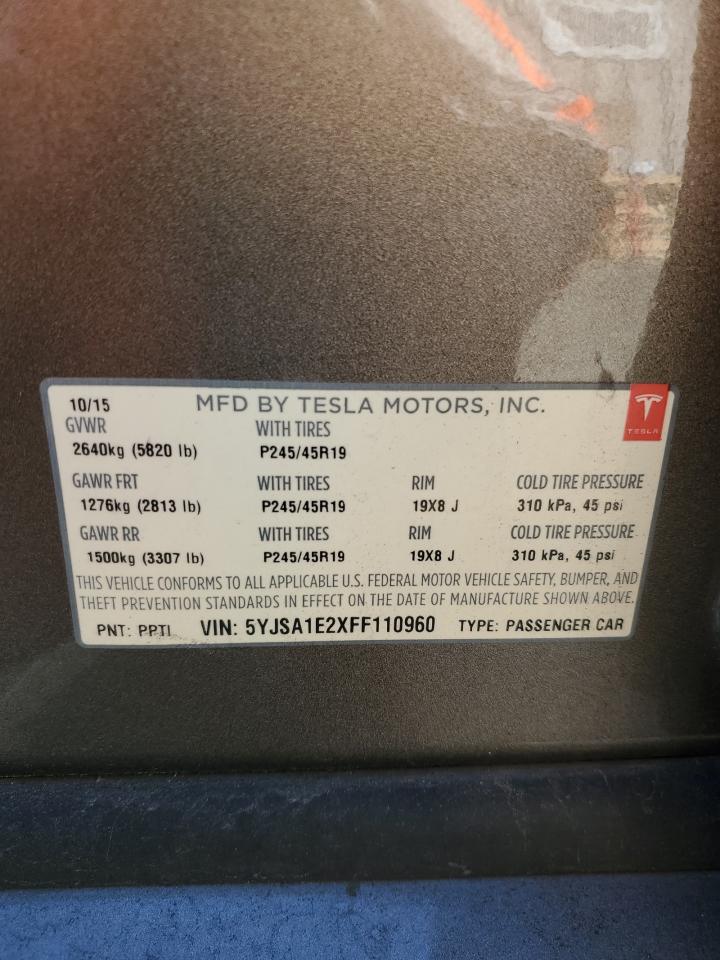 10/15 MFD BY TESLA MOTORS, INC.
TESLA
GVWR WITH TIRES
2640kg (5820 lb) P245/45R19
GAWR FRT WITH TIRES RIM COLD TIRE PRESSURE
1276kg (2813 lb) P245/45R19 19X8 J 310 kPa, 45 psi
GAWR RR WITH TIRES RIM COLD TIRE PRESSURE
1500kg (3307 lb) P245/45R19 19X8 J 310 kPa, 45 psi
THIS VEHICLE CONFORMS TO ALL APPLICABLE U.S. FEDERAL MOTOR VEHICLE SAFETY, BUMPER, AND
THEFT PREVENTION STANDARDS IN EFFECT ON THE DATE OF MANUFACTURE SHOWN ABOVE.
PNT: PPTI VIN: 5YJSA1E2XFF110960 TYPE: PASSENGER CAR